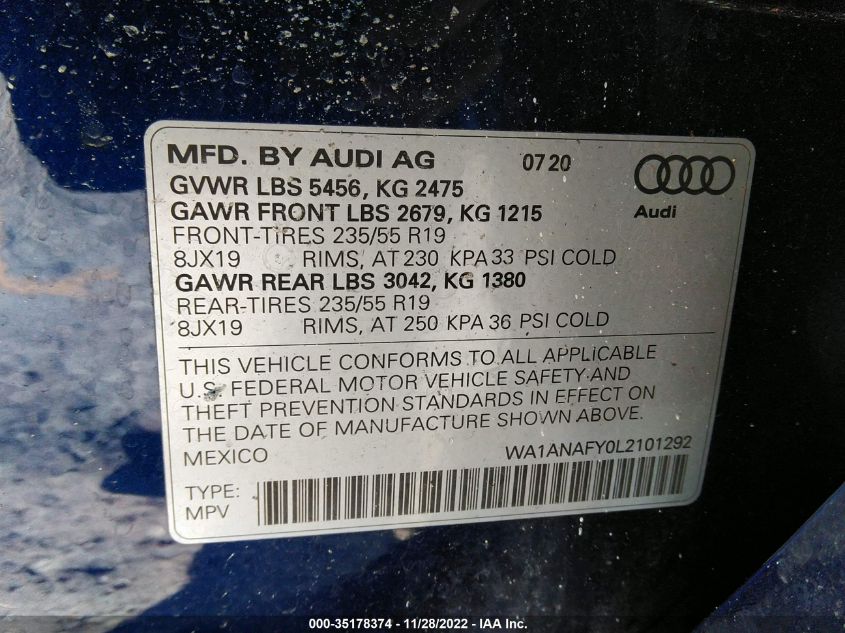 MFD. BY AUDI AG 07 20
GVWR LBS 5456, KG 2475
GAWR FRONT LBS 2679, KG 1215
Audi
FRONT-TIRES 235/55 R19
8JX19 RIMS, AT 230 KPA 33 PSI COLD
GAWR REAR LBS 3042, KG 1380
REAR-TIRES 235/55 R19
8JX19 RIMS, AT 250 KPA 36 PSI COLD
THIS VEHICLE CONFORMS TO ALL APPLICABLE
U.S. FEDERAL MOTOR VEHICLE SAFETY AND
THEFT PREVENTION STANDARDS IN EFFECT ON
THE DATE OF MANUFACTURE SHOWN ABOVE.
MEXICO WA1ANAFY0L2101292
TYPE:
MPV
000-35178374 - 11/28/2022 - IAA Inc.